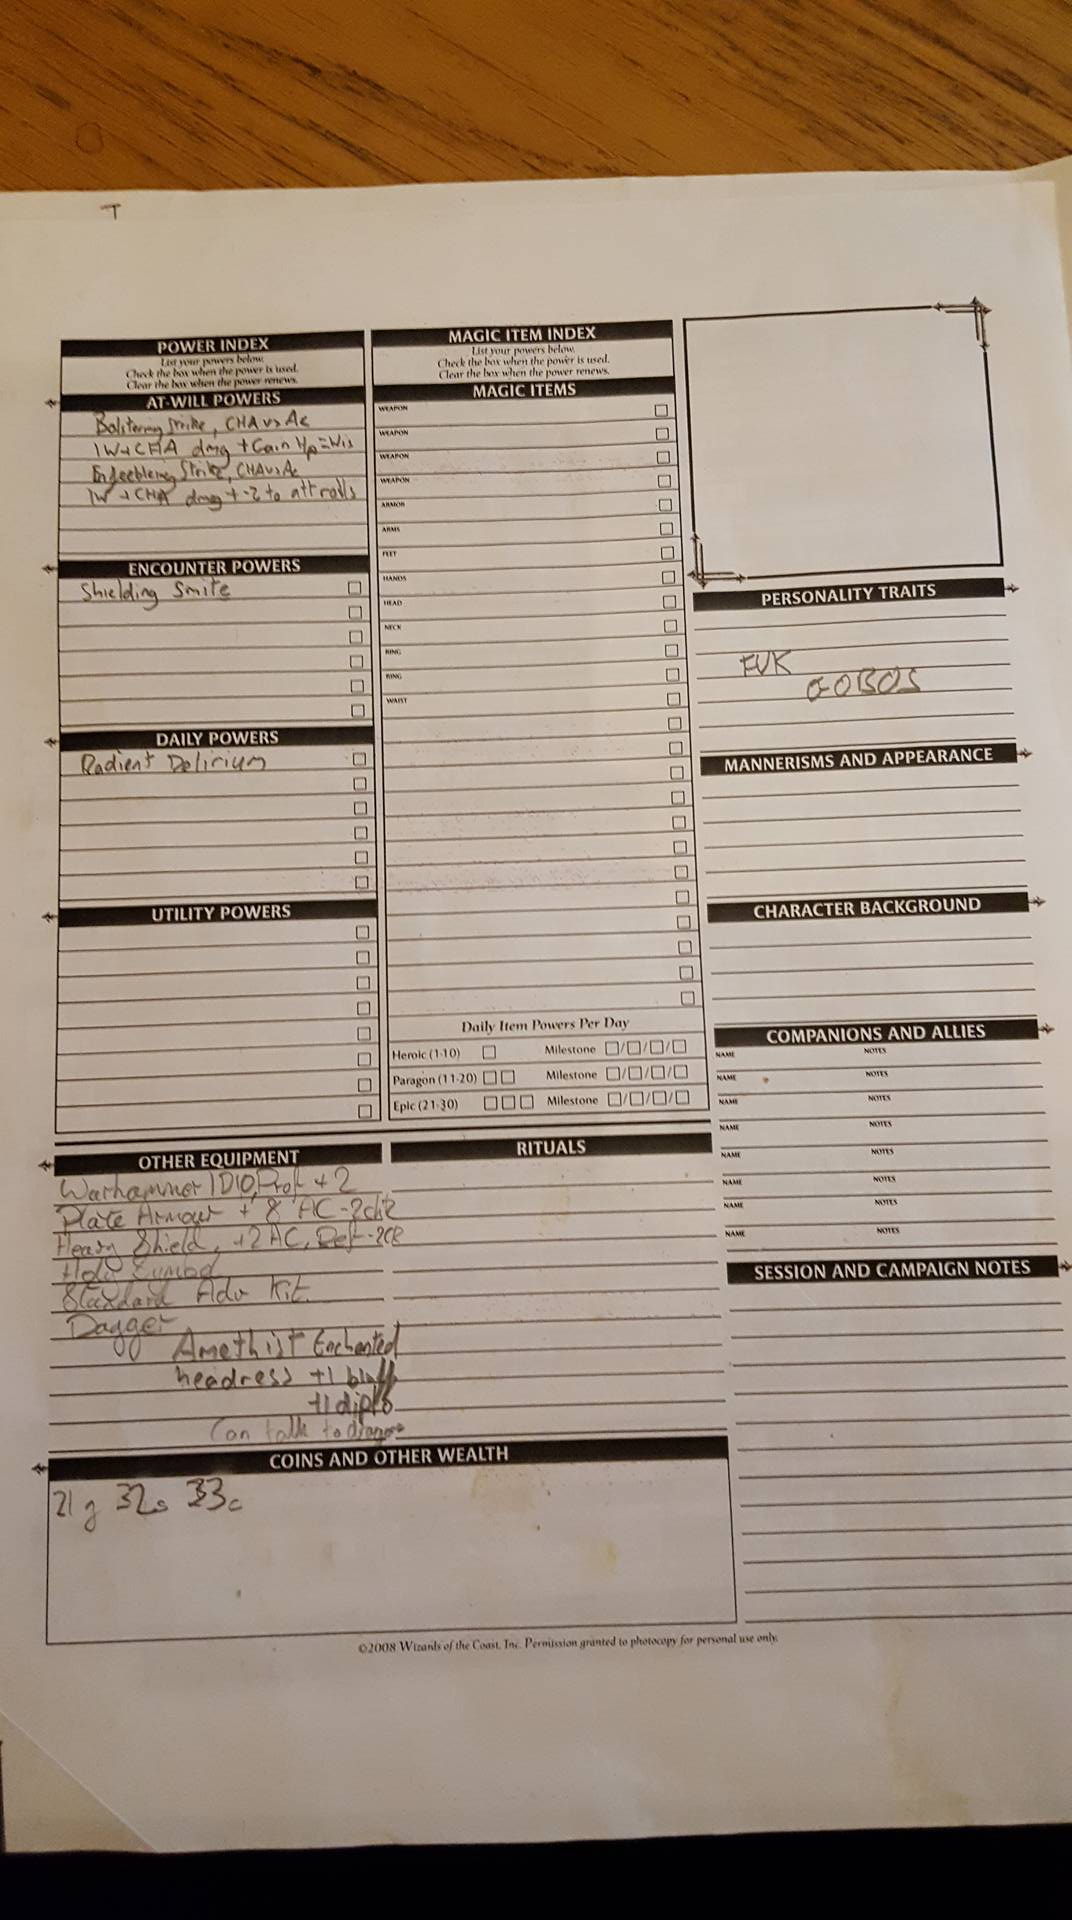 T
POWER INDEX
List your powers below.
Check the box when the power is used.
Clear the box when the power renews.
AT-WILL POWERS
Strike, CHA vs AC
1W+CHA dmg + Gain Hp=Wis
Strike, CHA vs AC
1W + CHA dmg + -2 to att rolls
ENCOUNTER POWERS
Shielding Smite
DAILY POWERS
Radient Delirium
UTILITY POWERS
MAGIC ITEM INDEX
List your powers below.
Check the box when the power is used.
Clear the box when the power renews.
MAGIC ITEMS
WEAPON
WEAPON
WEAPON
WEAPON
ARMOR
ARMS
FEET
HANDS
HEAD
NECK
RING
RING
WAIST
Daily Item Powers Per Day
Heroic (1-10) Milestone / / /
Paragon (11-20) Milestone / / /
Epic (21-30) Milestone / / /
PERSONALITY TRAITS
FUK
GOBOS
MANNERISMS AND APPEARANCE
CHARACTER BACKGROUND
COMPANIONS AND ALLIES
NAME NOTES
NAME NOTES
NAME NOTES
NAME NOTES
NAME NOTES
NAME NOTES
NAME NOTES
NAME NOTES
OTHER EQUIPMENT
Warhammer 1D10, Prof + 2
Plate Armour + 8 AC -2chk
Heavy Shield, +2 AC, Ref -2
Holy Symbol
Standard Adv Kit
Dagger
Amethist Enchanted
headress +1 bluff
+1 diplo
Can talk to dragons
RITUALS
SESSION AND CAMPAIGN NOTES
COINS AND OTHER WEALTH
21g 32s 33c
©2008 Wizards of the Coast, Inc. Permission granted to photocopy for personal use only.